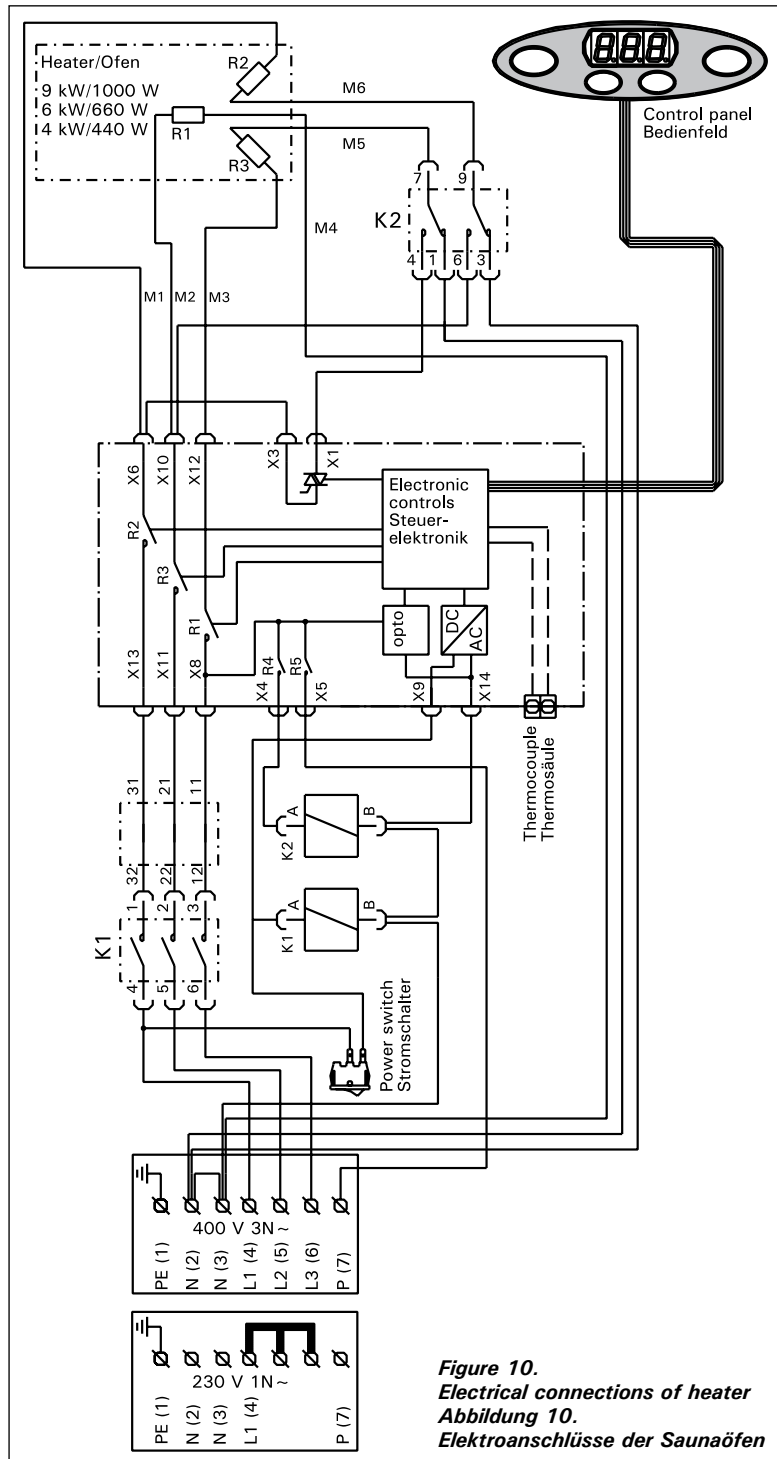 Heater/Ofen
9 kW/1000 W
6 kW/660 W
4 kW/440 W
R2
R1
R3
M6
M5
M4
8.8.8.
Control panel
Bedienfeld
7
9
K2
4
1
6
3
M1
M2
M3
X6
X10
X12
X3
X1
Electronic
controls
Steuer-
elektronik
R2
R3
R1
opto
DC
AC
X13
X11
X8
R4
X4
R5
X5
X9
X14
Thermocouple
Thermosäule
31
21
11
32
22
12
1
2
3
K1
4
5
6
A
B
K2
A
B
K1
Power switch
Stromschalter
400 V 3N~
PE (1)
N (2)
N (3)
L1 (4)
L2 (5)
L3 (6)
P (7)
230 V 1N~
PE (1)
N (2)
N (3)
L1 (4)
P (7)
Figure 10.
Electrical connections of heater
Abbildung 10.
Elektroanschlüsse der Saunaöfen